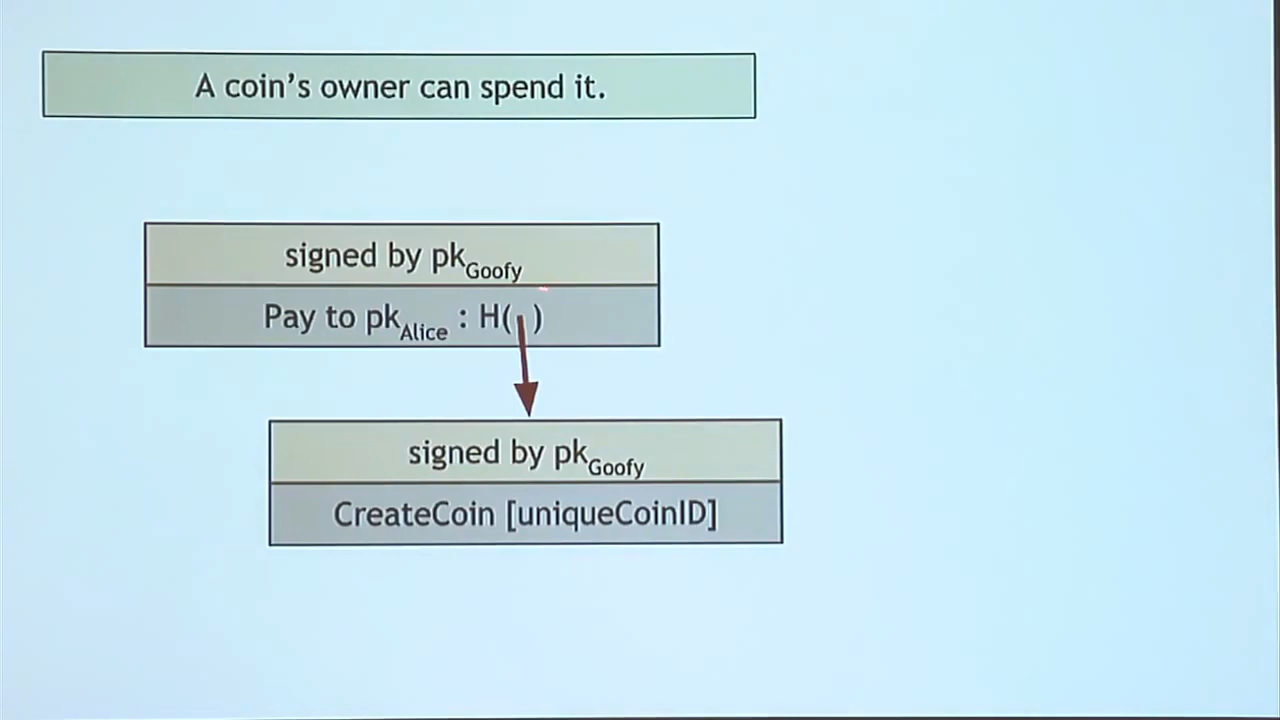 A coin's owner can spend it.
signed by pkGoofy
Pay to pkAlice : H( )
signed by pkGoofy
CreateCoin [uniqueCoinID]